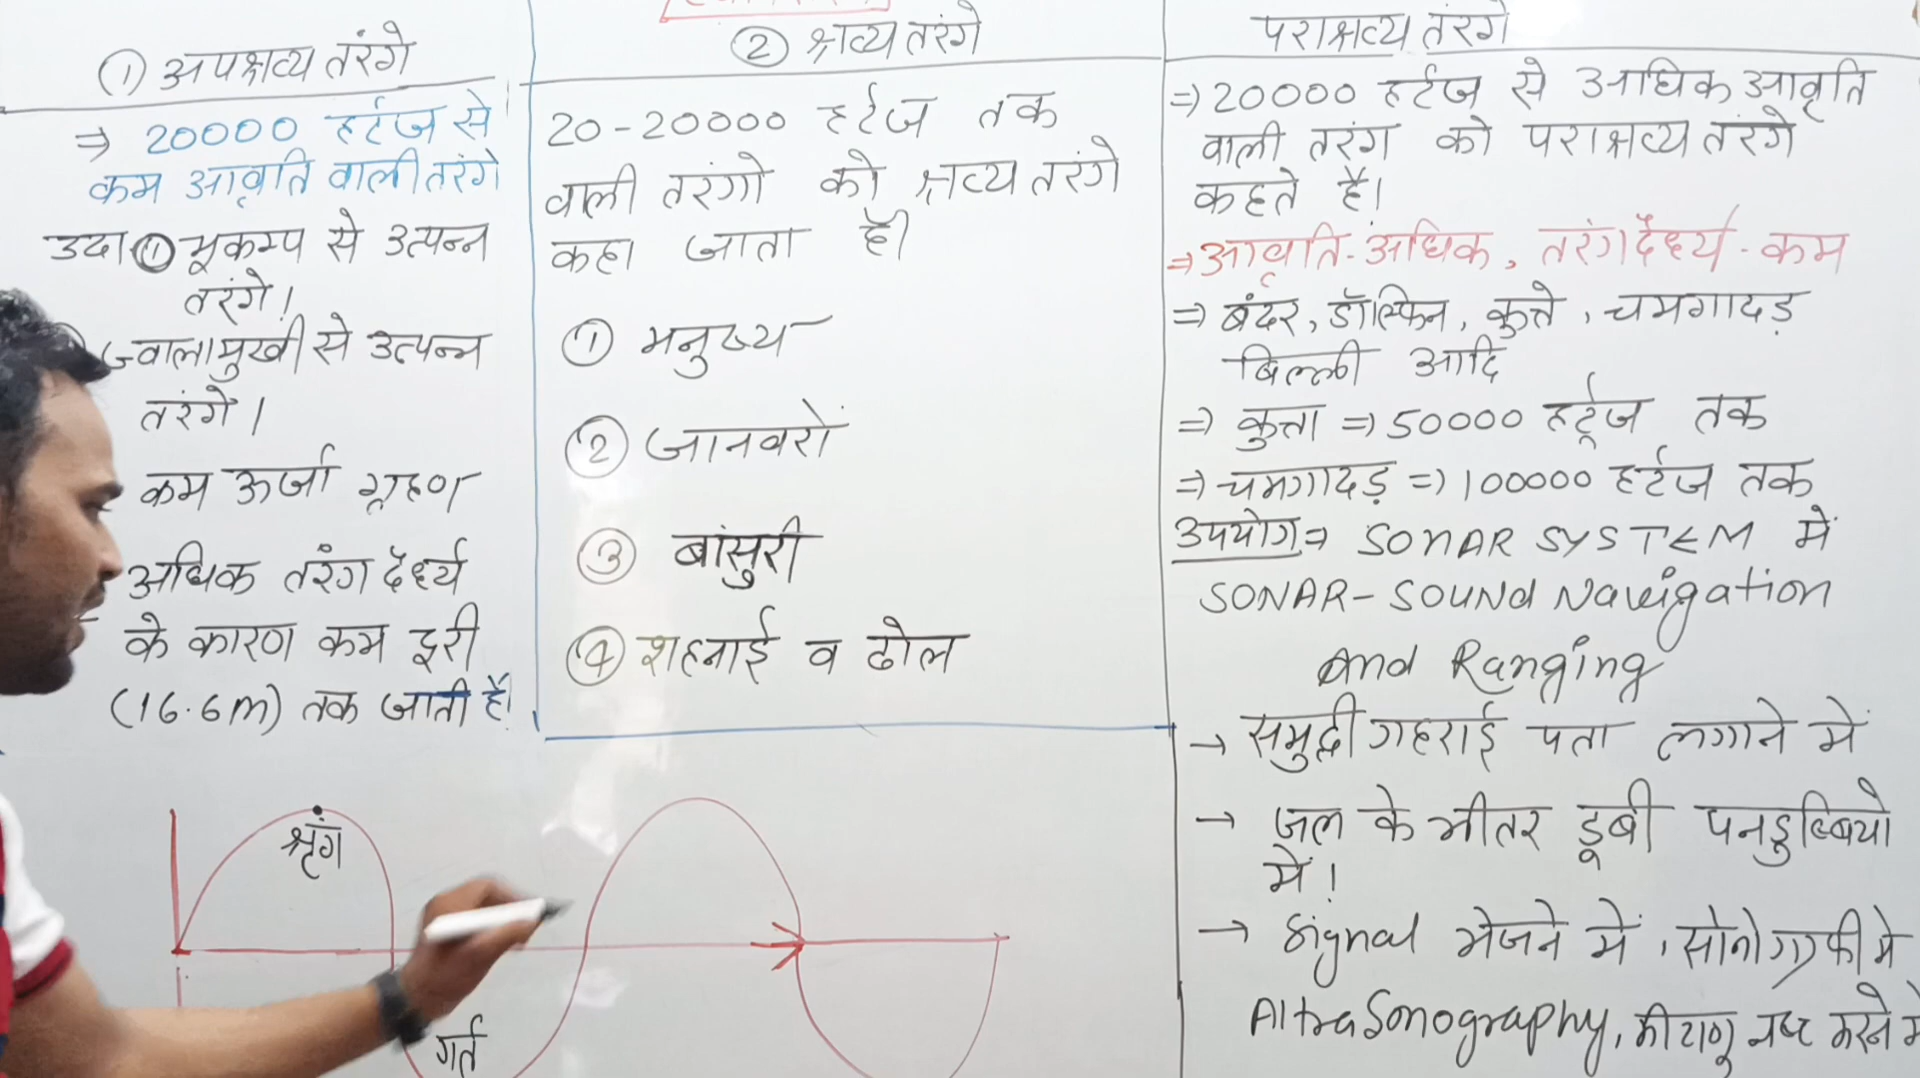 ① अपश्रव्य तरंगे
⇒ 20000 हर्टज से
कम आवृति वाली तरंगे
उदा ① भूकम्प से उत्पन्न
तरंगे।
ज्वालामुखी से उत्पन्न
तरंगे।
कम ऊर्जा ग्रहण
अधिक तरंग दैर्ध्य
के कारण कम दूरी
(16.6m) तक जाती है।
② श्रव्य तरंगे
20-20000 हर्टज तक
वाली तरंगो को श्रव्य तरंगे
कहा जाता है।
① मनुष्य
② जानवरों
③ बांसुरी
④ शहनाई व ढोल
पराश्रव्य तरंगे
⇒ 20000 हर्टज से अधिक आवृति
वाली तरंग को पराश्रव्य तरंगे
कहते है।
⇒ आवृति-अधिक, तरंगदैर्ध्य-कम
⇒ बंदर, डॉल्फिन, कुत्ते, चमगादड़
बिल्ली आदि
⇒ कुत्ता ⇒ 50000 हर्ट्ज तक
⇒ चमगादड़ ⇒ 100000 हर्टज तक
उपयोग ⇒ SONAR SYSTEM में
SONAR - SOUNd Navigation
and Ranging
→ समुद्री गहराई पता लगाने में
→ जल के भीतर डूबी पनडुब्बियो
में।
→ Signal भेजने में, सोनोग्राफी मे
AltraSonography, कीटाणु नष्ट करने मे
श्रृंग
गर्त